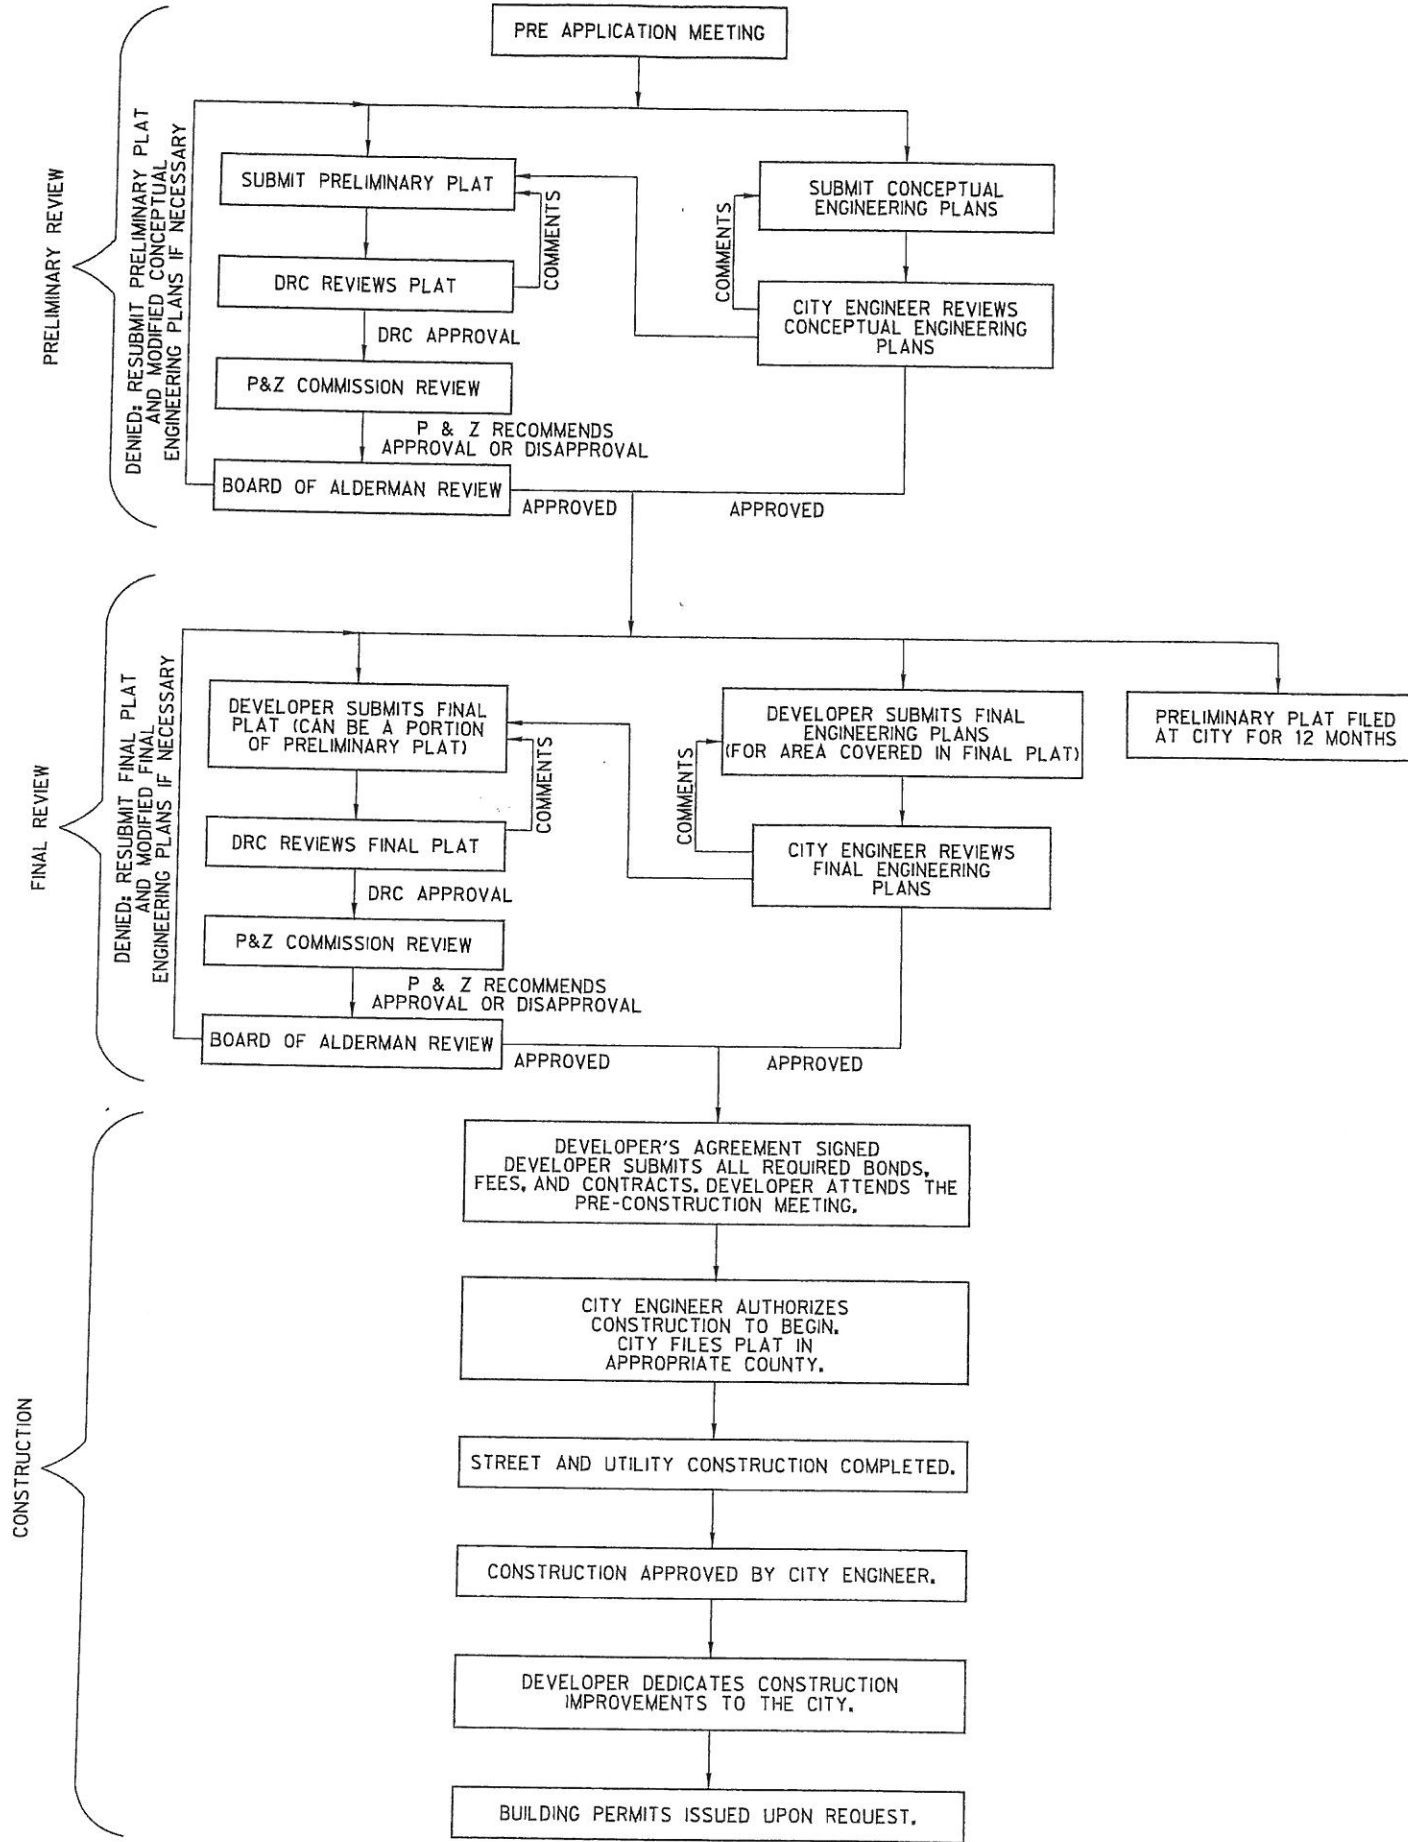 PRE APPLICATION MEETING
PRELIMINARY REVIEW
DENIED: RESUBMIT PRELIMINARY PLAT
AND MODIFIED CONCEPTUAL
ENGINEERING PLANS IF NECESSARY
SUBMIT PRELIMINARY PLAT
COMMENTS
DRC REVIEWS PLAT
DRC APPROVAL
P&Z COMMISSION REVIEW
P & Z RECOMMENDS
APPROVAL OR DISAPPROVAL
BOARD OF ALDERMAN REVIEW
APPROVED
SUBMIT CONCEPTUAL
ENGINEERING PLANS
COMMENTS
CITY ENGINEER REVIEWS
CONCEPTUAL ENGINEERING
PLANS
APPROVED
FINAL REVIEW
DENIED: RESUBMIT FINAL PLAT
AND MODIFIED FINAL
ENGINEERING PLANS IF NECESSARY
DEVELOPER SUBMITS FINAL
PLAT (CAN BE A PORTION
OF PRELIMINARY PLAT)
COMMENTS
DRC REVIEWS FINAL PLAT
DRC APPROVAL
P&Z COMMISSION REVIEW
P & Z RECOMMENDS
APPROVAL OR DISAPPROVAL
BOARD OF ALDERMAN REVIEW
APPROVED
DEVELOPER SUBMITS FINAL
ENGINEERING PLANS
(FOR AREA COVERED IN FINAL PLAT)
COMMENTS
CITY ENGINEER REVIEWS
FINAL ENGINEERING
PLANS
APPROVED
PRELIMINARY PLAT FILED
AT CITY FOR 12 MONTHS
CONSTRUCTION
DEVELOPER'S AGREEMENT SIGNED
DEVELOPER SUBMITS ALL REQUIRED BONDS,
FEES, AND CONTRACTS. DEVELOPER ATTENDS THE
PRE-CONSTRUCTION MEETING.
CITY ENGINEER AUTHORIZES
CONSTRUCTION TO BEGIN.
CITY FILES PLAT IN
APPROPRIATE COUNTY.
STREET AND UTILITY CONSTRUCTION COMPLETED.
CONSTRUCTION APPROVED BY CITY ENGINEER.
DEVELOPER DEDICATES CONSTRUCTION
IMPROVEMENTS TO THE CITY.
BUILDING PERMITS ISSUED UPON REQUEST.